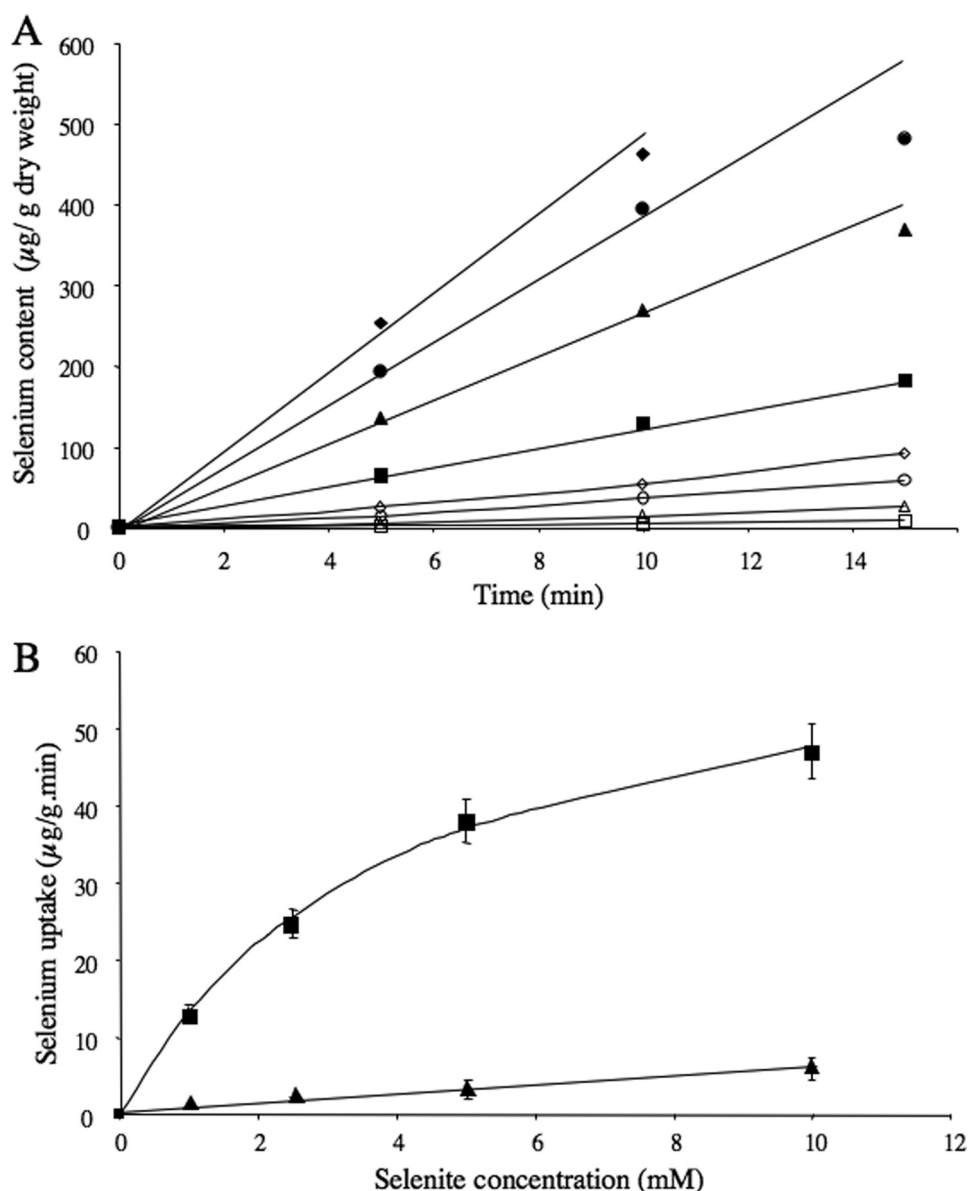 A
600
500
400
300
200
100
0
Selenium content (µg/ g dry weight)
0 2 4 6 8 10 12 14
Time (min)
B
60
50
40
30
20
10
0
Selenium uptake (µg/g.min)
0 2 4 6 8 10 12
Selenite concentration (mM)